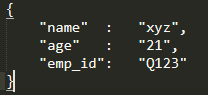 {
"name" : "xyz",
"age" : "21",
"emp_id": "Q123"
}